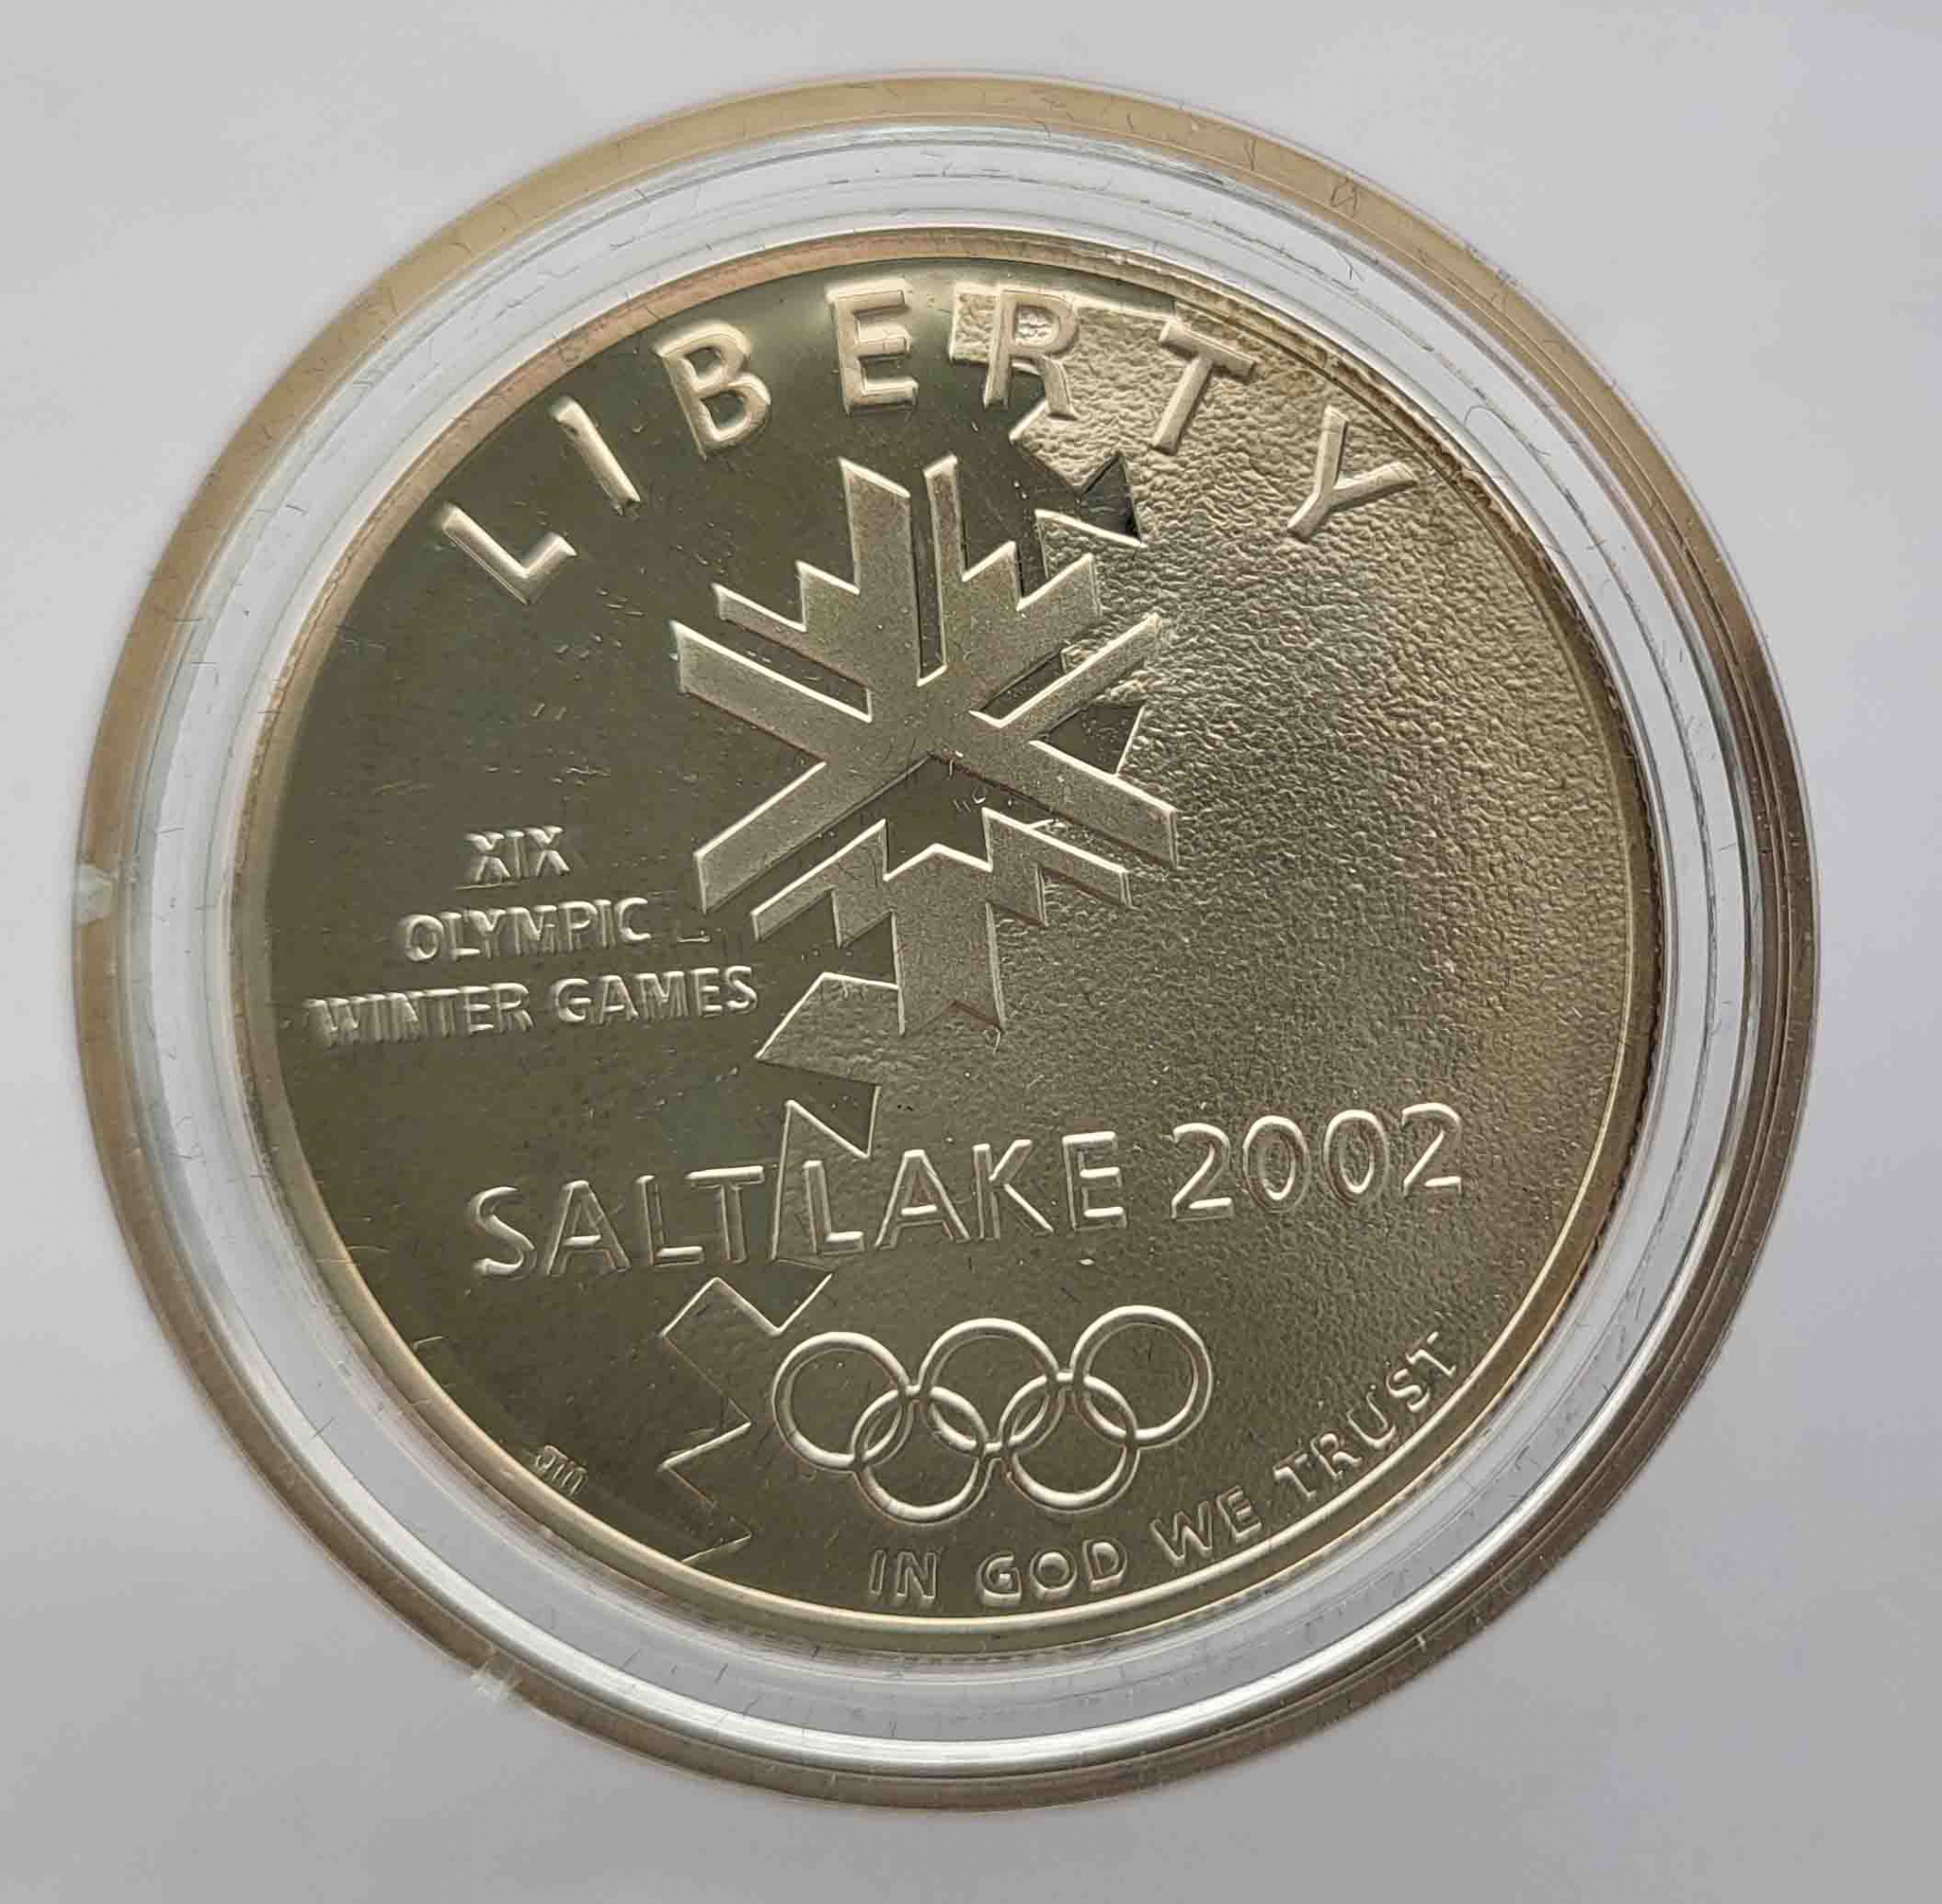 LIBERTY
XIX
OLYMPIC
WINTER GAMES
SALT LAKE 2002
IN GOD WE TRUST